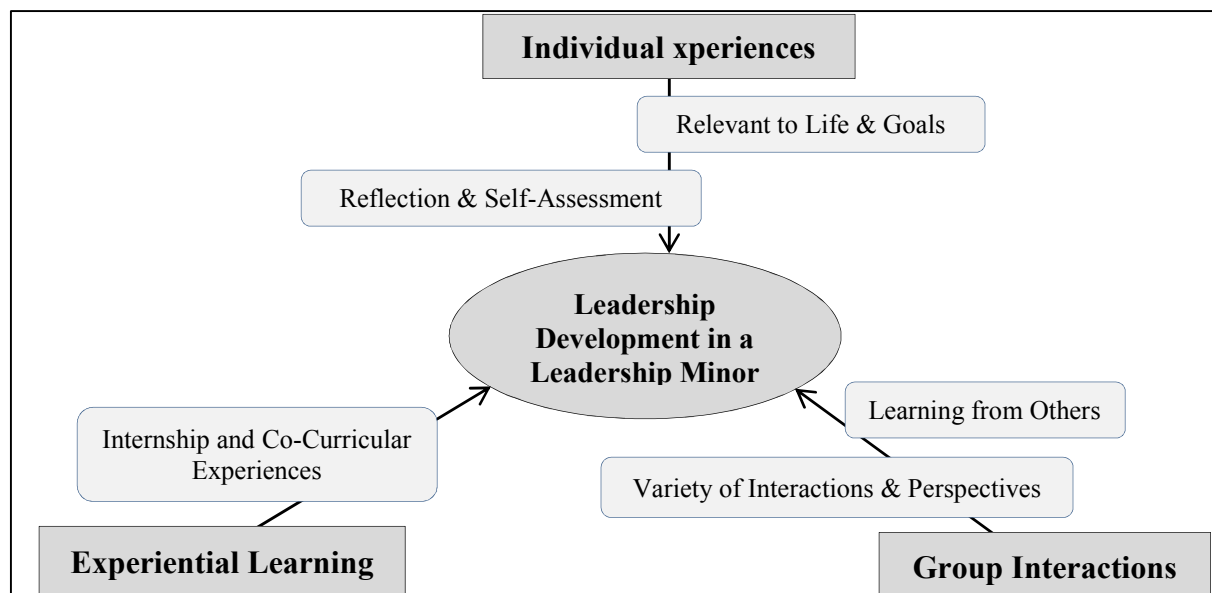 Individual xperiences
Relevant to Life & Goals
Reflection & Self-Assessment
Leadership
Development in a
Leadership Minor
Learning from Others
Internship and Co-Curricular
Experiences
Variety of Interactions & Perspectives
Experiential Learning
Group Interactions